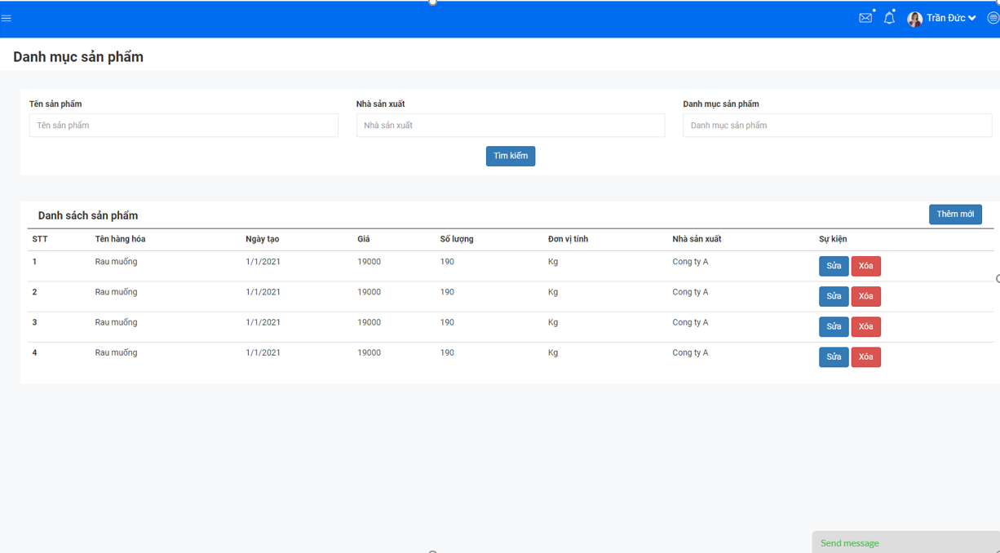 Trần Đức
Danh mục sản phẩm
Tên sản phẩm Nhà sản xuất Danh mục sản phẩm
Tên sản phẩm Nhà sản xuất Danh mục sản phẩm
Tìm kiếm
Danh sách sản phẩm Thêm mới
STT Tên hàng hóa Ngày tạo Giá Số lượng Đơn vị tính Nhà sản xuất Sự kiện
1 Rau muống 1/1/2021 19000 190 Kg Cong ty A Sửa Xóa
2 Rau muống 1/1/2021 19000 190 Kg Cong ty A Sửa Xóa
3 Rau muống 1/1/2021 19000 190 Kg Cong ty A Sửa Xóa
4 Rau muống 1/1/2021 19000 190 Kg Cong ty A Sửa Xóa
Send message